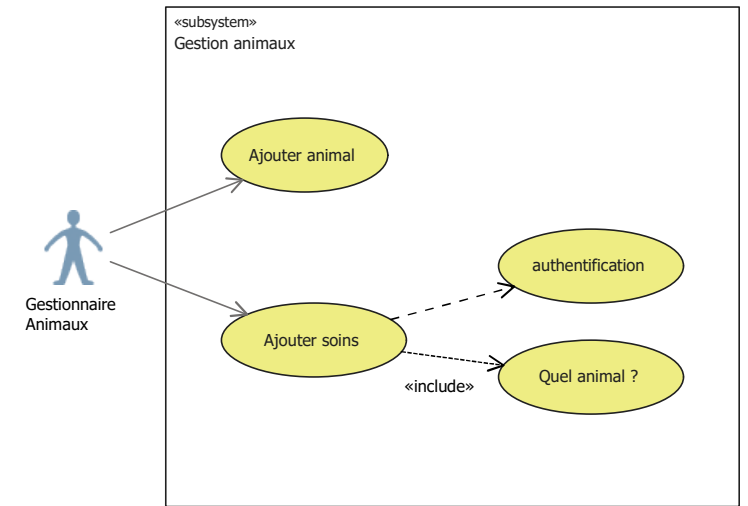 «subsystem»
Gestion animaux
Ajouter animal
authentification
Gestionnaire
Animaux
Ajouter soins
Quel animal ?
«include»